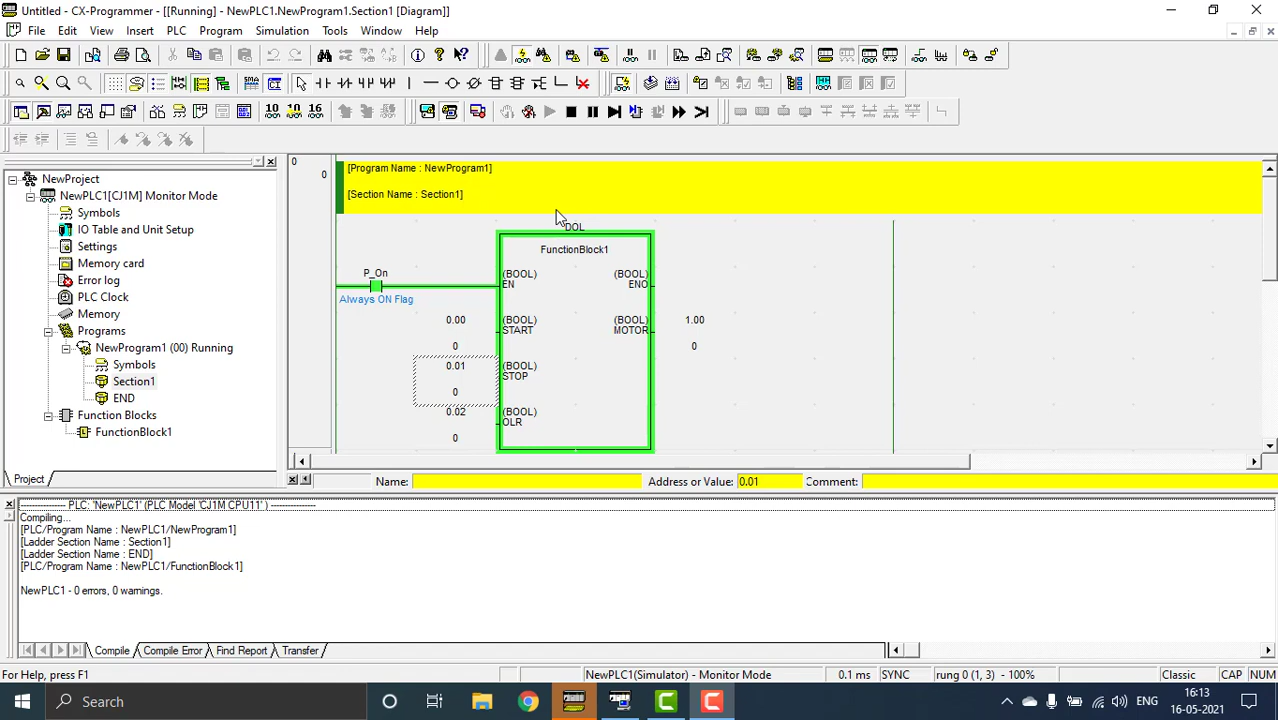 Untitled - CX-Programmer - [[Running] - NewPLC1.NewProgram1.Section1 [Diagram]]
File Edit View Insert PLC Program Simulation Tools Window Help
10 10 16
NewProject
NewPLC1[CJ1M] Monitor Mode
Symbols
IO Table and Unit Setup
Settings
Memory card
Error log
PLC Clock
Memory
Programs
NewProgram1 (00) Running
Symbols
Section1
END
Function Blocks
FunctionBlock1
Project
0
0
[Program Name : NewProgram1]
[Section Name : Section1]
DOL
FunctionBlock1
P_On
Always ON Flag
(BOOL) (BOOL)
EN ENO
0.00 (BOOL) (BOOL) 1.00
START MOTOR
0 0
0.01 (BOOL)
STOP
0
0.02 (BOOL)
OLR
0
Name: Address or Value: 0.01 Comment:
--------------- PLC: 'NewPLC1' (PLC Model 'CJ1M CPU11' ) ---------------
Compiling...
[PLC/Program Name : NewPLC1/NewProgram1]
[Ladder Section Name : Section1]
[Ladder Section Name : END]
[PLC/Program Name : NewPLC1/FunctionBlock1]
NewPLC1 - 0 errors, 0 warnings.
Compile Compile Error Find Report Transfer
For Help, press F1 NewPLC1(Simulator) - Monitor Mode 0.1 ms SYNC rung 0 (1, 3) - 100% Classic CAP NUM
Search
ENG
16:13
16-05-2021